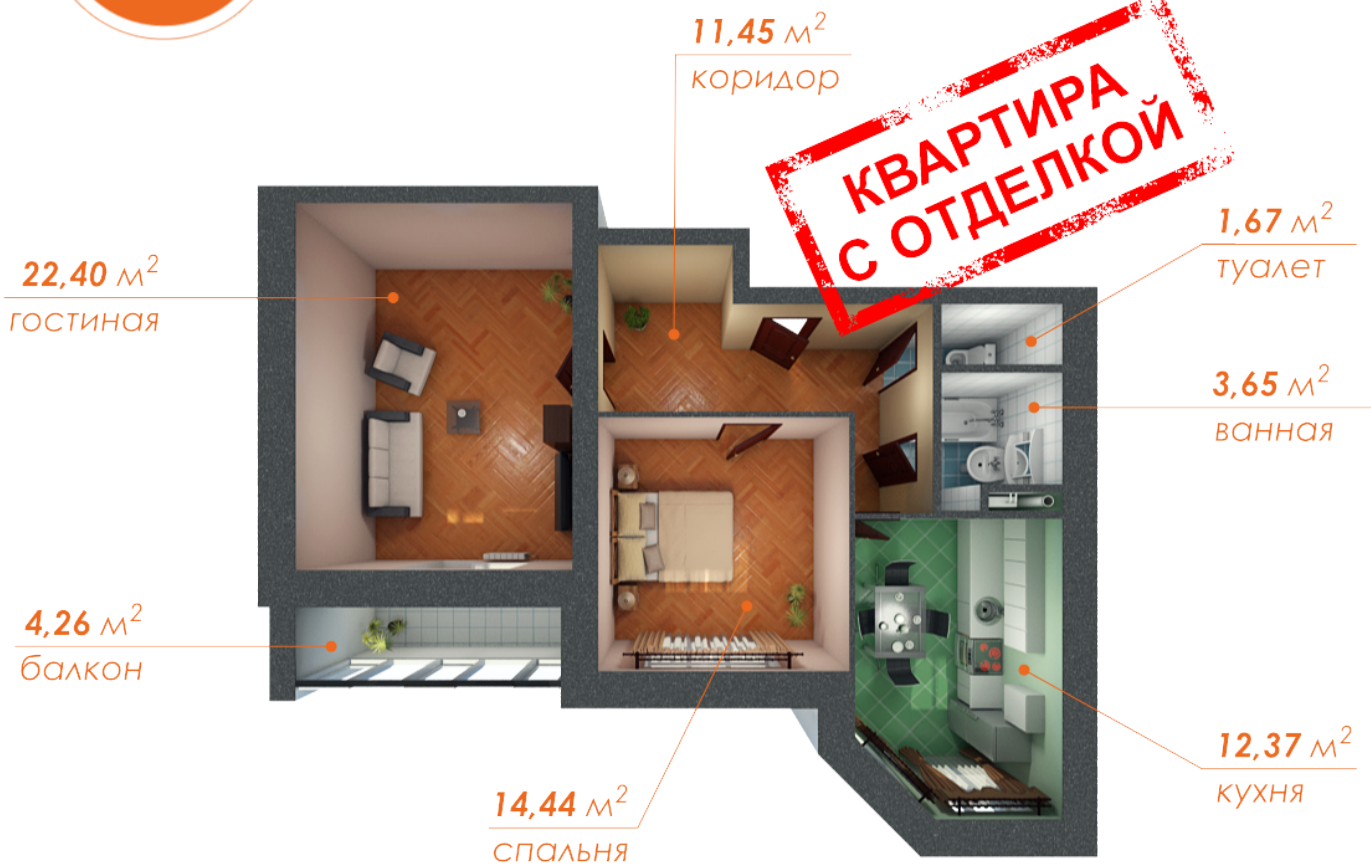 11,45 м²
коридор
КВАРТИРА
С ОТДЕЛКОЙ
1,67 м²
туалет
22,40 м²
гостиная
3,65 м²
ванная
4,26 м²
балкон
12,37 м²
кухня
14,44 м²
спальня